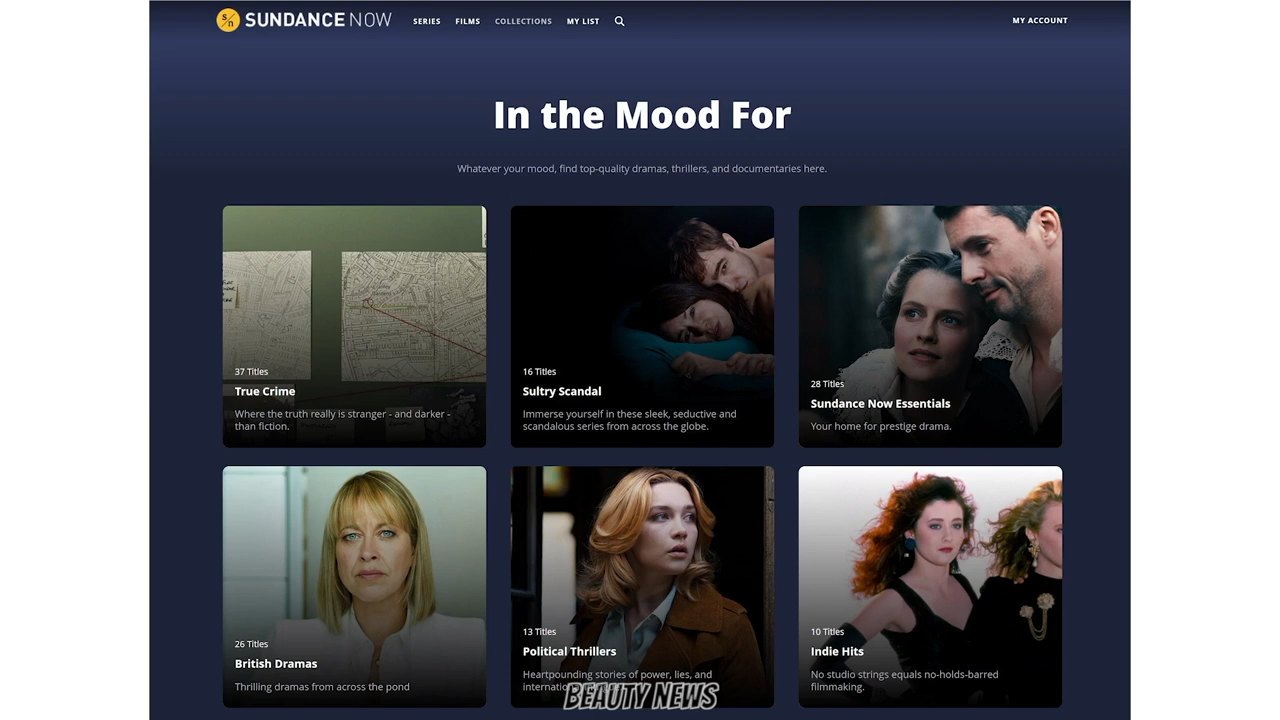 s/n SUNDANCE NOW SERIES FILMS COLLECTIONS MY LIST MY ACCOUNT
In the Mood For
Whatever your mood, find top-quality dramas, thrillers, and documentaries here.
37 Titles
True Crime
Where the truth really is stranger - and darker -
than fiction.
16 Titles
Sultry Scandal
Immerse yourself in these sleek, seductive and
scandalous series from across the globe.
28 Titles
Sundance Now Essentials
Your home for prestige drama.
26 Titles
British Dramas
Thrilling dramas from across the pond
13 Titles
Political Thrillers
Heartpounding stories of power, lies, and
10 Titles
Indie Hits
No studio strings equals no-holds-barred
filmmaking.
BEAUTY NEWS